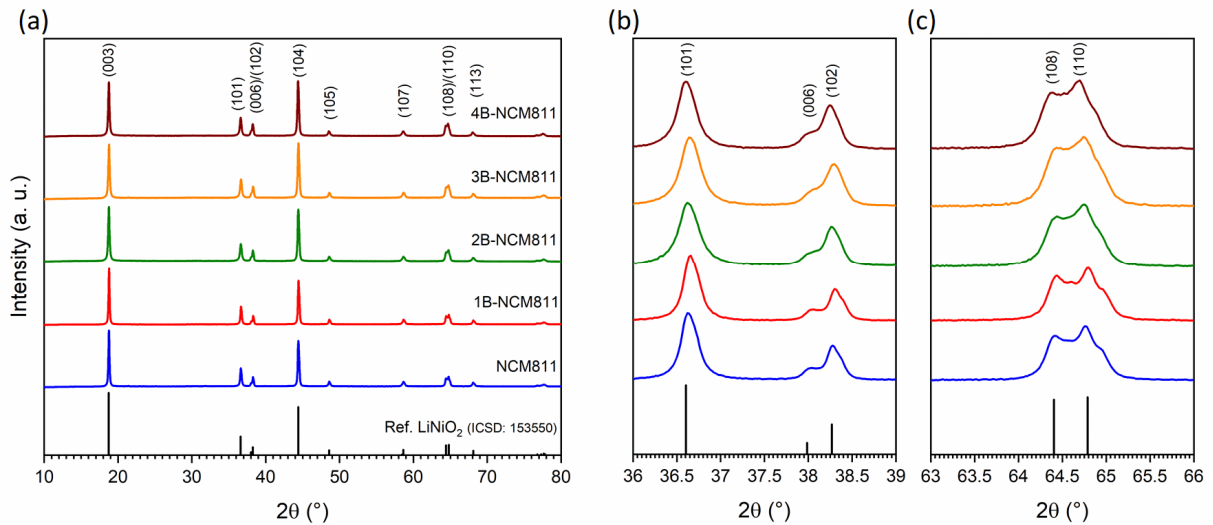 (a)
(b)
(c)
Intensity (a. u.)
(003)
(101)
(006)/(102)
(104)
(105)
(107)
(108)/(110)
(113)
4B-NCM811
3B-NCM811
2B-NCM811
1B-NCM811
NCM811
Ref. LiNiO₂ (ICSD: 153550)
10 20 30 40 50 60 70 80
2θ (°)
(101)
(006)
(102)
36 36.5 37 37.5 38 38.5 39
2θ (°)
(108)
(110)
63 63.5 64 64.5 65 65.5 66
2θ (°)